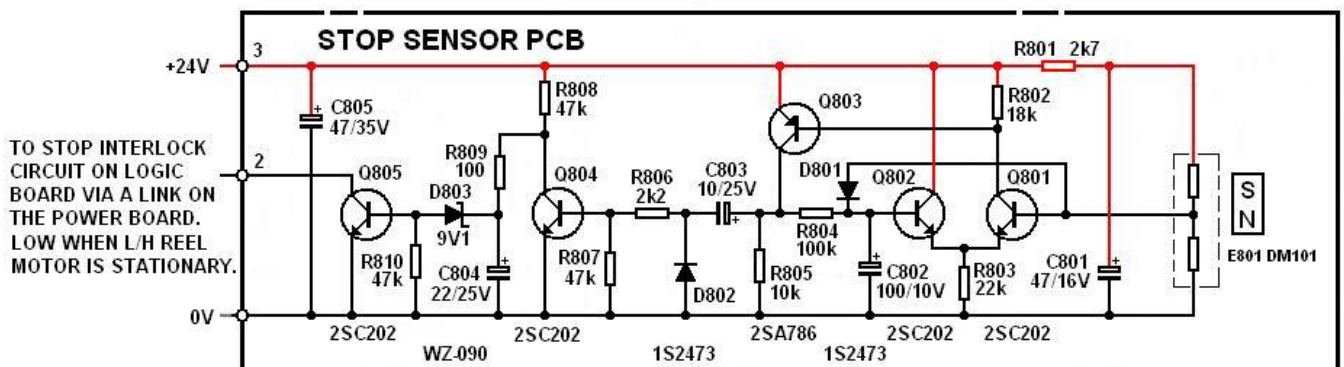 STOP SENSOR PCB
3
+24V
R801 2k7
R808
47k
Q803
R802
18k
C805
47/35V
TO STOP INTERLOCK
CIRCUIT ON LOGIC
BOARD VIA A LINK ON
THE POWER BOARD.
LOW WHEN L/H REEL
MOTOR IS STATIONARY.
2
R809
100
Q805
D803
9V1
Q804
R806
2k2
C803
10/25V
D801
Q802
Q801
S
N
+
R810
47k
C804
22/25V
R807
47k
D802
R804
100k
R805
10k
C802
100/10V
R803
22k
C801
47/16V
E801 DM101
0V
2SC202
2SC202
2SA786
2SC202
2SC202
WZ-090
1S2473
1S2473